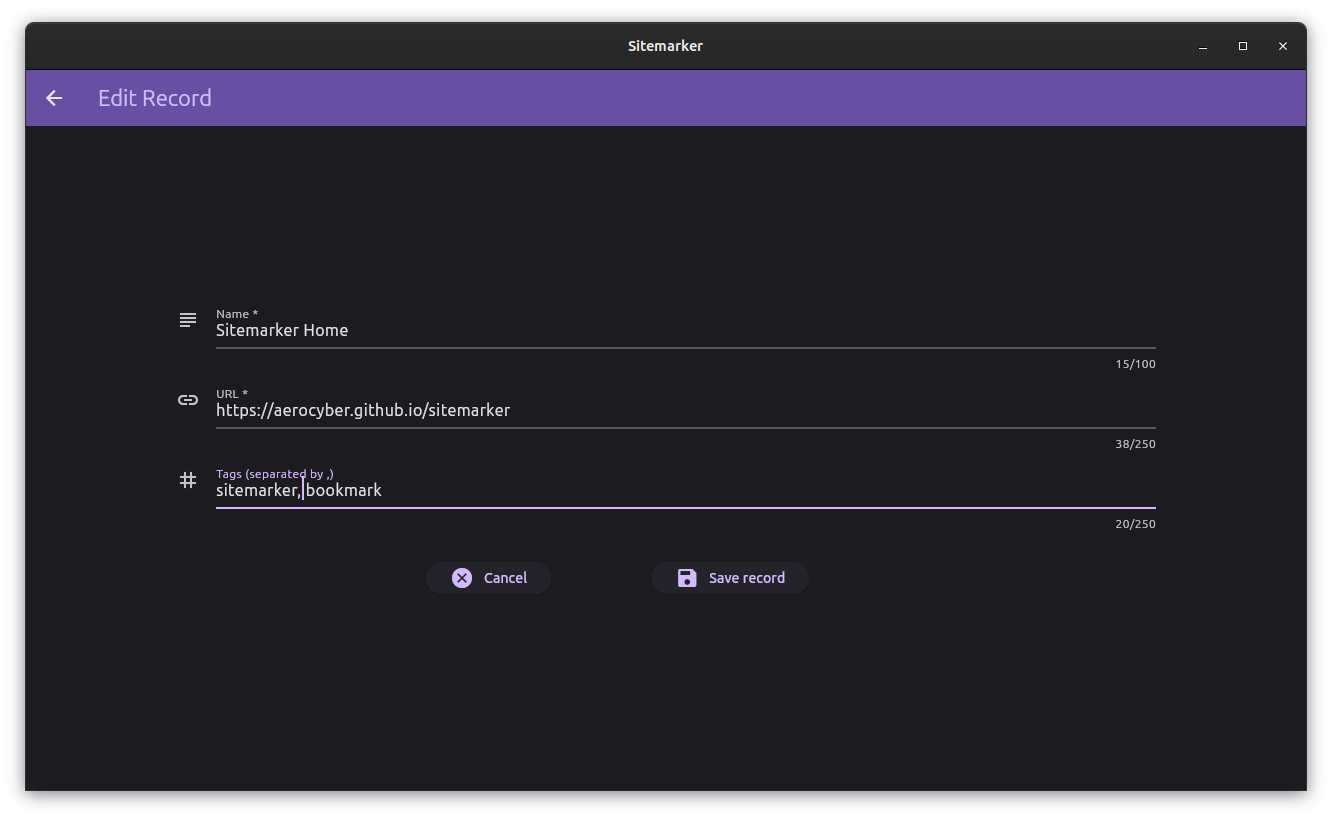 Sitemarker
Edit Record
Name *
Sitemarker Home
15/100
URL *
https://aerocyber.github.io/sitemarker
38/250
Tags (separated by ,)
sitemarker, bookmark
20/250
Cancel
Save record